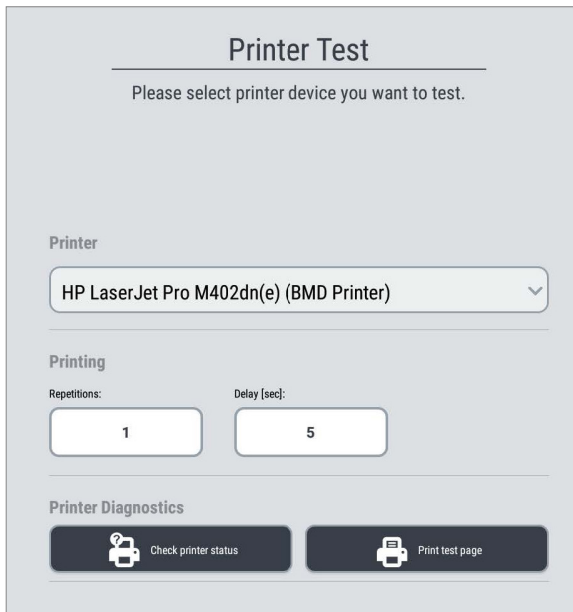 Printer Test
Please select printer device you want to test.
Printer
HP LaserJet Pro M402dn(e) (BMD Printer)
Printing
Repetitions: Delay [sec]:
1 5
Printer Diagnostics
? Check printer status Print test page